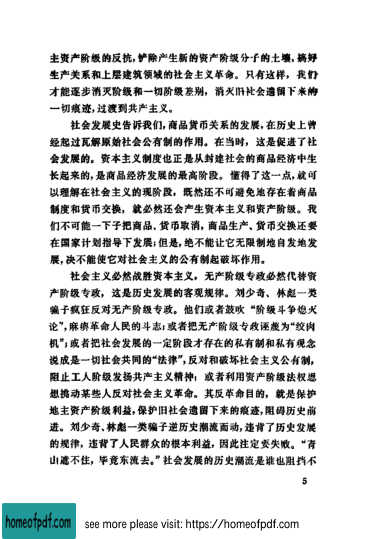 主资产阶级的反抗,铲除产生新的资产阶级分子的土壤,搞好
生产关系和上层建筑领域的社会主义革命。只有这样,我们
才能逐步消灭阶级和一切阶级差别,消灭旧社会遗留下来的
一切痕迹,过渡到共产主义。
社会发展史告诉我们,商品货币关系的发展,在历史上曾
经起过瓦解原始社会公有制的作用。在当时,这是促进了社
会发展的。资本主义制度也正是从封建社会的商品经济中生
长起来的,是商品经济发展的最高阶段。懂得了这一点,就可
以理解在社会主义的现阶段,既然还不可避免地存在着商品
制度和货币交换,就必然还会产生资本主义和资产阶级。我
们不可能一下子把商品、货币取消,商品生产、货币交换还要
在国家计划指导下发展;但是,绝不能让它无限制地自发地发
展,决不能使它对社会主义的公有制起破坏作用。
社会主义必然战胜资本主义,无产阶级专政必然代替资
产阶级专政,这是历史发展的客观规律。刘少奇、林彪一类
骗子疯狂反对无产阶级专政。他们或者鼓吹“阶级斗争熄灭
论”,麻痹革命人民的斗志;或者把无产阶级专政诬蔑为“绞肉
机”;或者把社会发展的一定阶段才存在的私有制和私有观念
说成是一切社会共同的“法律”,反对和破坏社会主义公有制,
阻止工人阶级发扬共产主义精神;或者利用资产阶级法权思
想挑动某些人反对社会主义革命。其反革命目的,就是保护
地主资产阶级利益,保护旧社会遗留下来的痕迹,阻碍历史前
进。刘少奇、林彪一类骗子逆历史潮流而动,违背了历史发展
的规律,违背了人民群众的根本利益,因此注定要失败。“青
山遮不住,毕竟东流去。”社会发展的历史潮流是谁也阻挡不
5
homeofpdf.com
see more please visit: https://homeofpdf.com